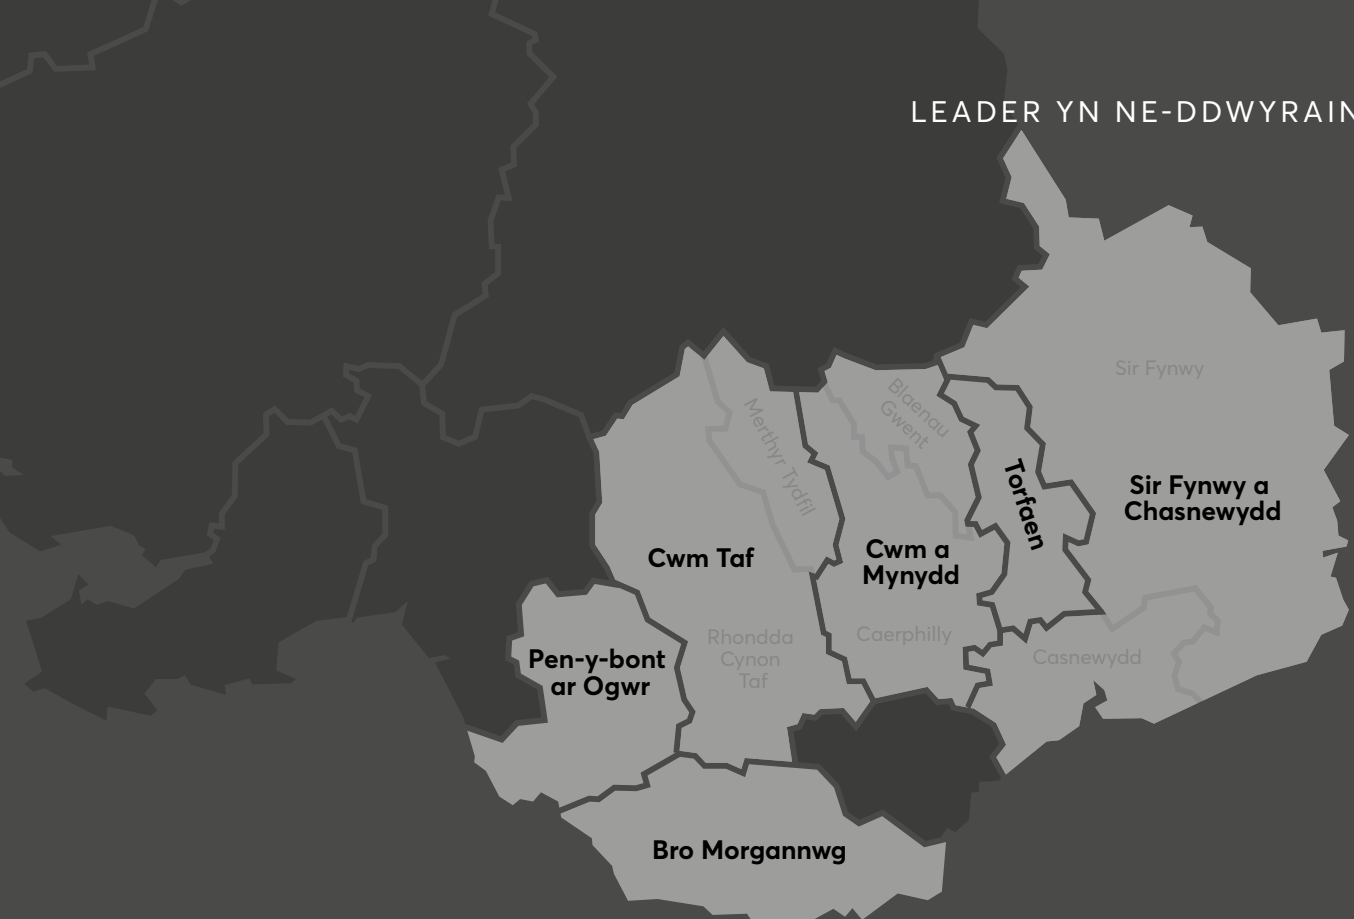 LEADER YN NE-DDWYRAIN
Sir Fynwy
Blaenau
Gwent
Merthyr Tydfil
Torfaen
Sir Fynwy a
Chasnewydd
Cwm Taf
Cwm a
Mynydd
Caerphilly
Rhondda
Cynon
Taf
Casnewydd
Pen-y-bont
ar Ogwr
Bro Morgannwg